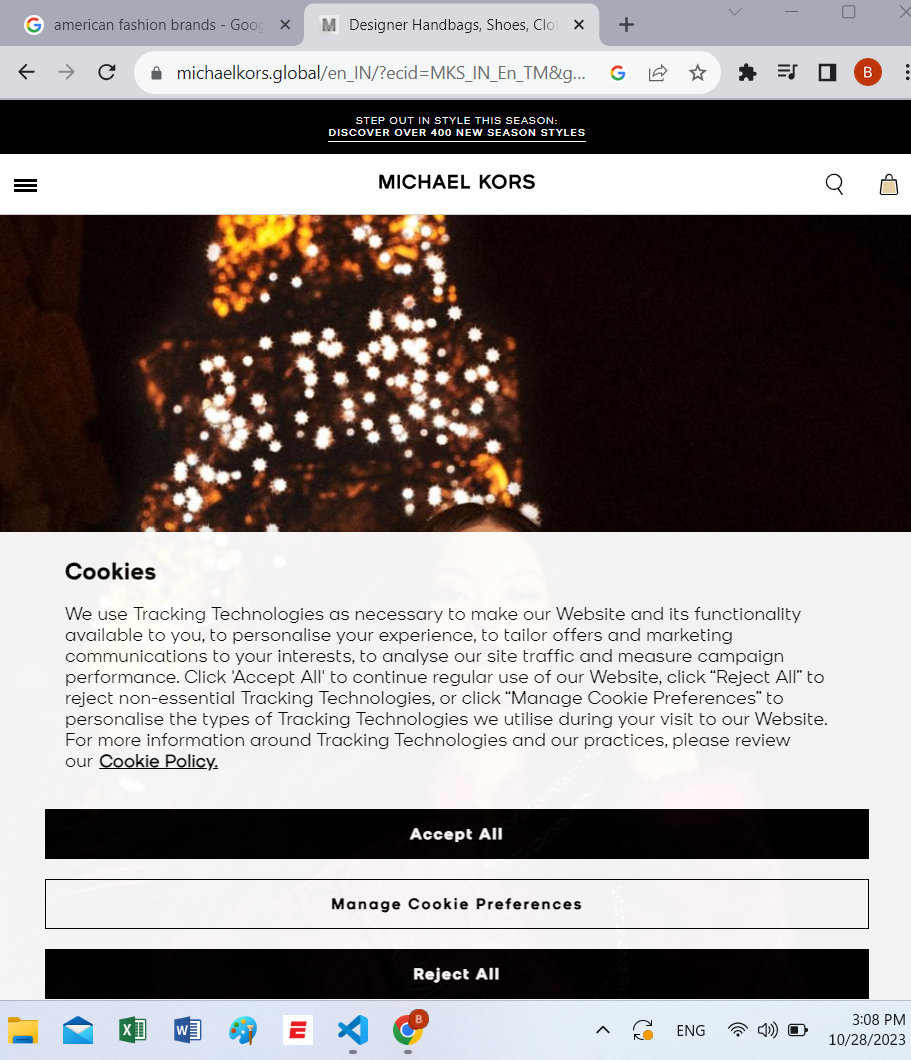 american fashion brands - Goog
M Designer Handbags, Shoes, Clo
michaelkors.global/en_IN/?ecid=MKS_IN_En_TM&g...
B
STEP OUT IN STYLE THIS SEASON:
DISCOVER OVER 400 NEW SEASON STYLES
MICHAEL KORS
Cookies
We use Tracking Technologies as necessary to make our Website and its functionality
available to you, to personalise your experience, to tailor offers and marketing
communications to your interests, to analyse our site traffic and measure campaign
performance. Click 'Accept All' to continue regular use of our Website, click “Reject All” to
reject non-essential Tracking Technologies, or click “Manage Cookie Preferences” to
personalise the types of Tracking Technologies we utilise during your visit to our Website.
For more information around Tracking Technologies and our practices, please review
our Cookie Policy.
Accept All
Manage Cookie Preferences
Reject All
B
ENG
3:08 PM
10/28/2023